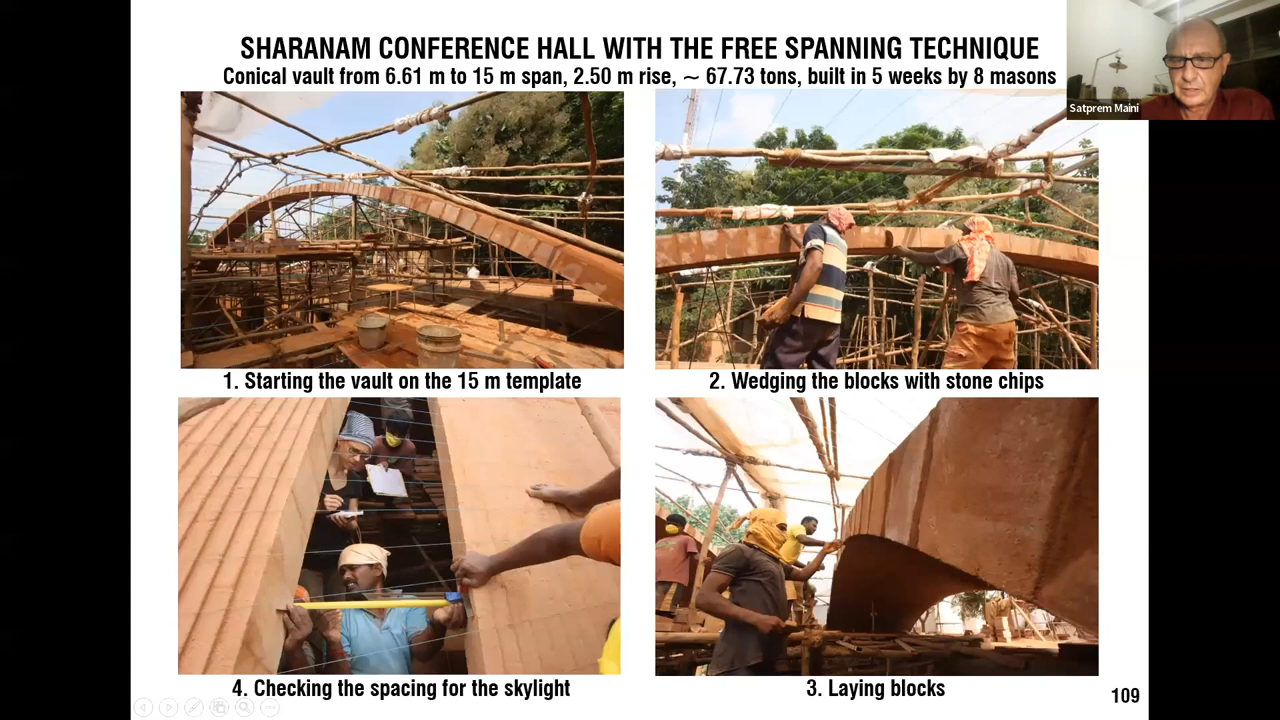 SHARANAM CONFERENCE HALL WITH THE FREE SPANNING TECHNIQUE
Conical vault from 6.61 m to 15 m span, 2.50 m rise, ~ 67.73 tons, built in 5 weeks by 8 masons
Satprem Maini
1. Starting the vault on the 15 m template
2. Wedging the blocks with stone chips
4. Checking the spacing for the skylight
3. Laying blocks
109